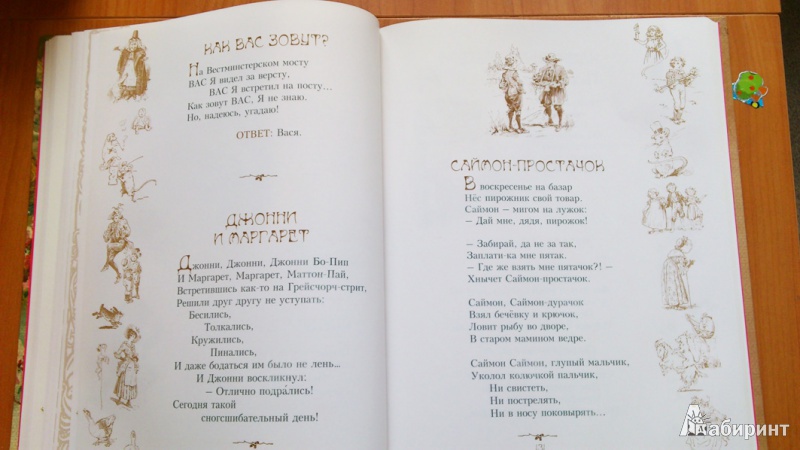 КАК ВАС ЗОВУТ?
На Вестминстерском мосту
ВАС Я видел за версту,
ВАС Я встретил на посту...
Как зовут ВАС, Я не знаю.
Но, надеюсь, угадаю!
ОТВЕТ: Вася.
ДЖОННИ
И МАРГАРЕТ
Джонни, Джонни, Джонни Бо-Пип
И Маргарет, Маргарет, Маттон-Пай,
Встретившись как-то на Грейсчорч-стрит,
Решили друг другу не уступать:
Бесились,
Толкались,
Кружились,
Пинались,
И даже бодаться им было не лень...
И Джонни воскликнул:
– Отлично подрáлись!
Сегодня такой
сногсшибательный день!
САЙМОН-ПРОСТАЧОК
В воскресенье на базар
Нёс пирожник свой товар.
Саймон – мигом на лужок:
– Дай мне, дядя, пирожок!
– Забирай, да не за так,
Заплати-ка мне пятак.
– Где же взять мне пятачок?! –
Хнычет Саймон-простачок.
Саймон, Саймон-дурачок
Взял бечёвку и крючок,
Ловит рыбу во дворе,
В старом мамином ведре.
Саймон Саймон, глупый мальчик,
Уколол колючкой пальчик,
Ни свистеть,
Ни пострелять,
Ни в носу поковырять...
Лабиринт